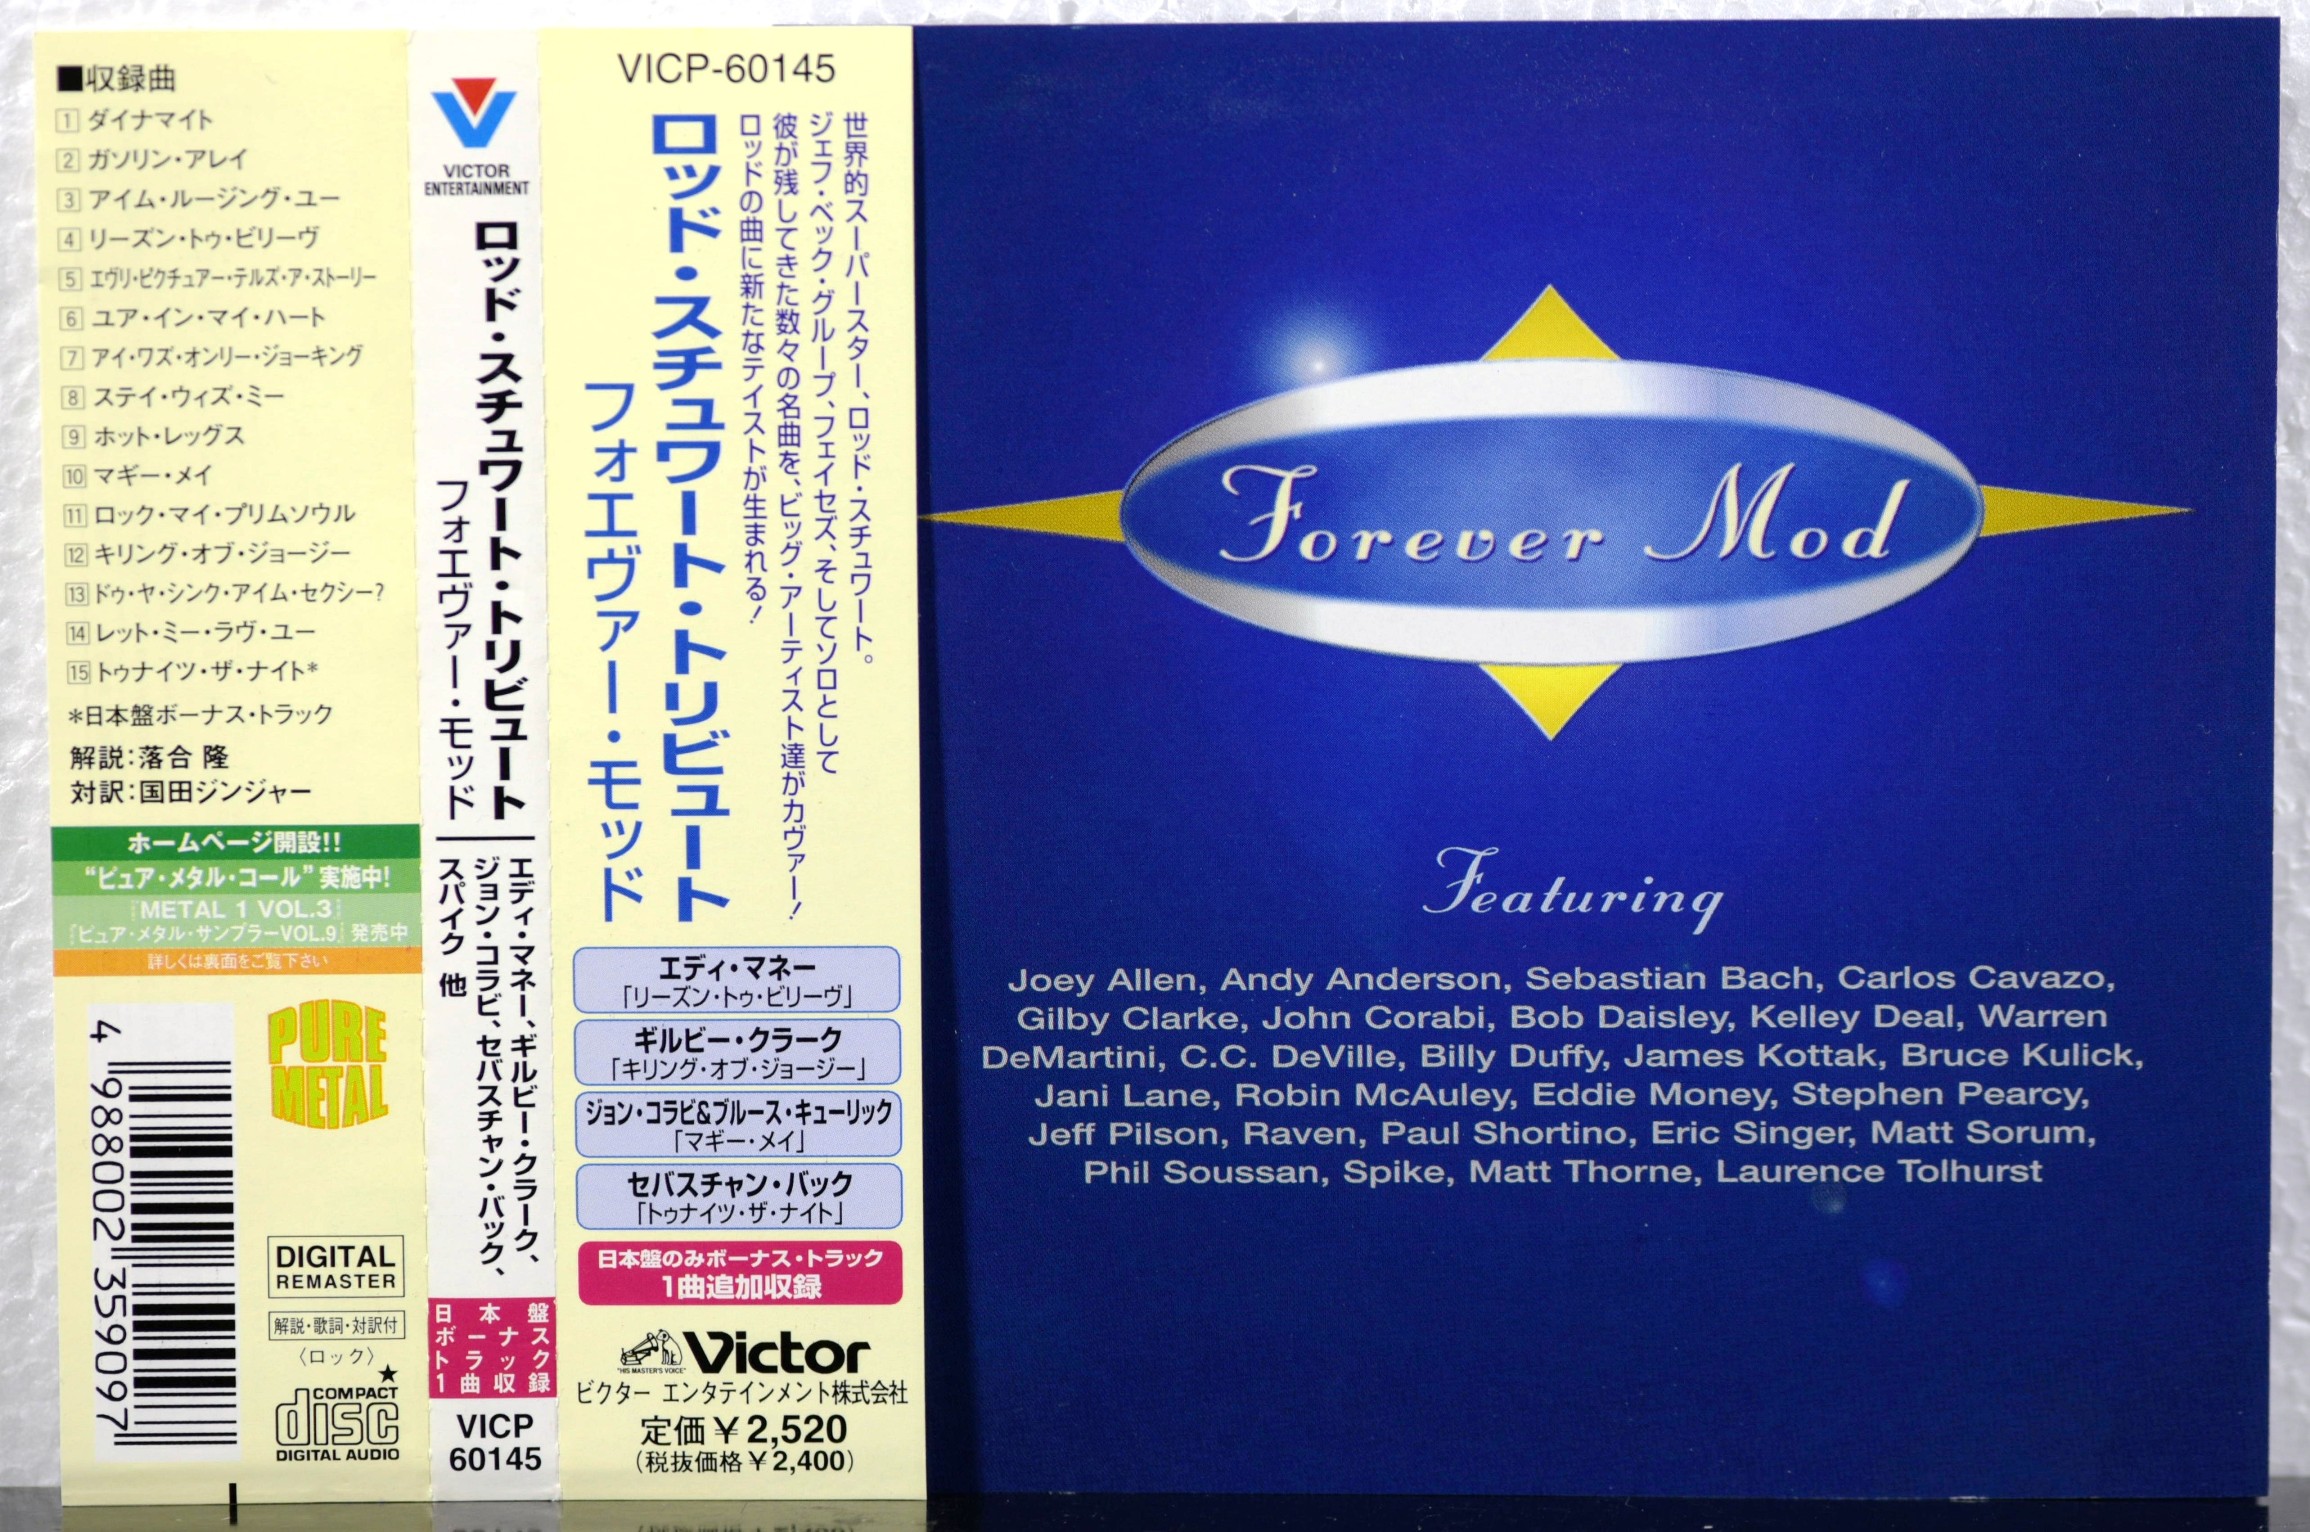 ■収録曲
1 ダイナマイト
2 ガソリン・アレイ
3 アイム・ルージング・ユー
4 リーズン・トゥ・ビリーヴ
5 エヴリ・ピクチュアー・テルズ・ア・ストーリー
6 ユア・イン・マイ・ハート
7 アイ・ワズ・オンリー・ジョーキング
8 ステイ・ウィズ・ミー
9 ホット・レッグス
10 マギー・メイ
11 ロック・マイ・プリムソウル
12 キリング・オブ・ジョージー
13 ドゥ・ヤ・シンク・アイム・セクシー?
14 レット・ミー・ラヴ・ユー
15 トゥナイツ・ザ・ナイト*
*日本盤ボーナス・トラック
解説:落合 隆
対訳:国田ジンジャー
ホームページ開設!!
“ピュア・メタル・コール”実施中!
「METAL 1 VOL.3」
「ピュア・メタル・サンプラーVOL.9」発売中
詳しくは裏面をご覧下さい
4 988002 359097
PURE
METAL
DIGITAL
REMASTER
解説・歌詞・対訳付
〈ロック〉
★
COMPACT
disc
DIGITAL AUDIO
VICTOR
ENTERTAINMENT
ロッド・スチュワート・トリビュート
フォエヴァー・モッド
エディ・マネー、ギルビー・クラーク、
ジョン・コラビ、セバスチャン・バック、
スパイク 他
日本盤
ボーナス
トラック
1曲収録
VICP
60145
VICP-60145
世界的スーパースター、ロッド・スチュワート。
ジェフ・ベック・グループ、フェイセズ、そしてソロとして
彼が残してきた数々の名曲を、ビッグ・アーティスト達がカヴァー!
ロッドの曲に新たなテイストが生まれる!
ロッド・スチュワート・トリビュート
フォエヴァー・モッド
エディ・マネー
「リーズン・トゥ・ビリーヴ」
ギルビー・クラーク
「キリング・オブ・ジョージー」
ジョン・コラビ&ブルース・キューリック
「マギー・メイ」
セバスチャン・バック
「トゥナイツ・ザ・ナイト」
日本盤のみボーナス・トラック
1曲追加収録
"HIS MASTER'S VOICE"
Victor
ビクター エンタテインメント株式会社
定価￥2,520
(税抜価格￥2,400)
Forever Mod
Featuring
Joey Allen, Andy Anderson, Sebastian Bach, Carlos Cavazo,
Gilby Clarke, John Corabi, Bob Daisley, Kelley Deal, Warren
DeMartini, C.C. DeVille, Billy Duffy, James Kottak, Bruce Kulick,
Jani Lane, Robin McAuley, Eddie Money, Stephen Pearcy,
Jeff Pilson, Raven, Paul Shortino, Eric Singer, Matt Sorum,
Phil Soussan, Spike, Matt Thorne, Laurence Tolhurst